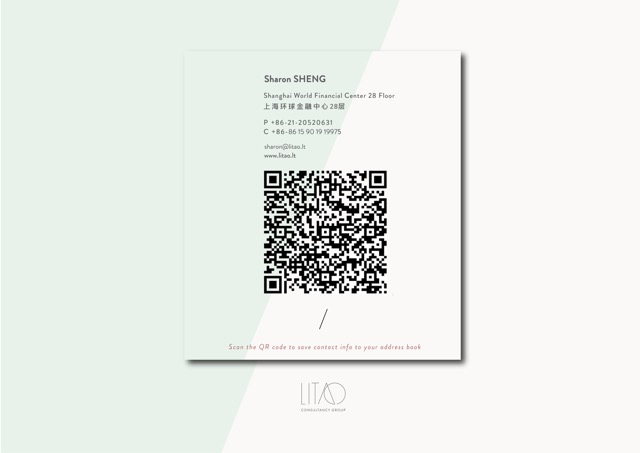 Sharon SHENG
Shanghai World Financial Center 28 Floor
上海环球金融中心28层
P +86-21-20520631
C +86-86 15 90 19 19975
sharon@litao.lt
www.litao.lt
/
Scan the QR code to save contact info to your address book
LITAO
CONSULTANCY GROUP